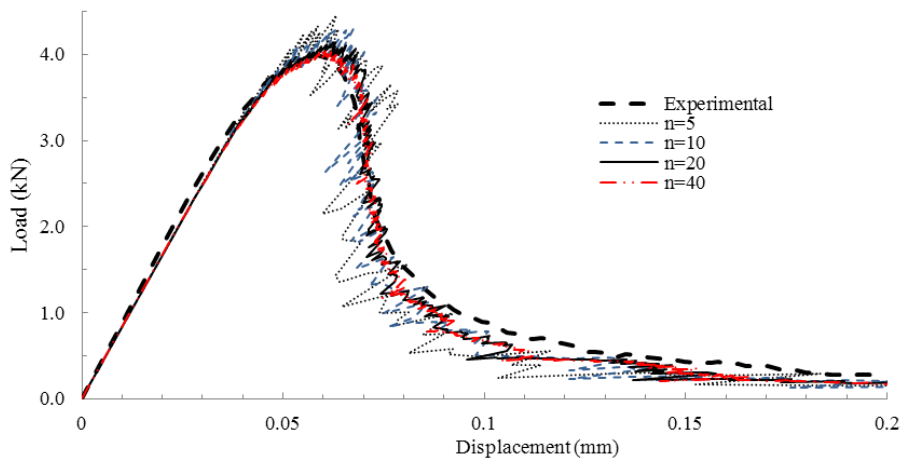 4.0
3.0
2.0
1.0
0.0
Load (kN)
Experimental
n=5
n=10
n=20
n=40
0
0.05
0.1
0.15
0.2
Displacement (mm)